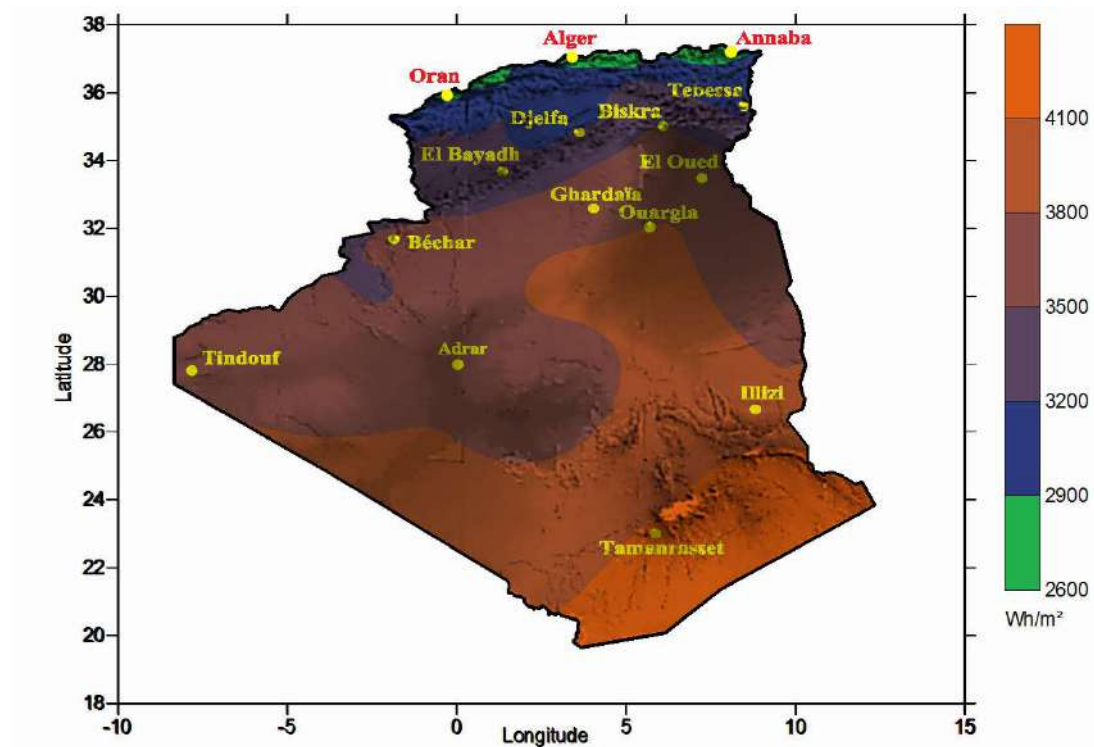 38
36
34
32
30
28
26
24
22
20
18
Latitude
-10
-5
0
5
10
15
Longitude
Oran
Alger
Annaba
Tebessa
Djelfa
Biskra
El Bayadh
El Oued
Ghardaïa
Ouargla
Béchar
Adrar
Tindouf
Illizi
Tamanrasset
4100
3800
3500
3200
2900
2600
Wh/m²